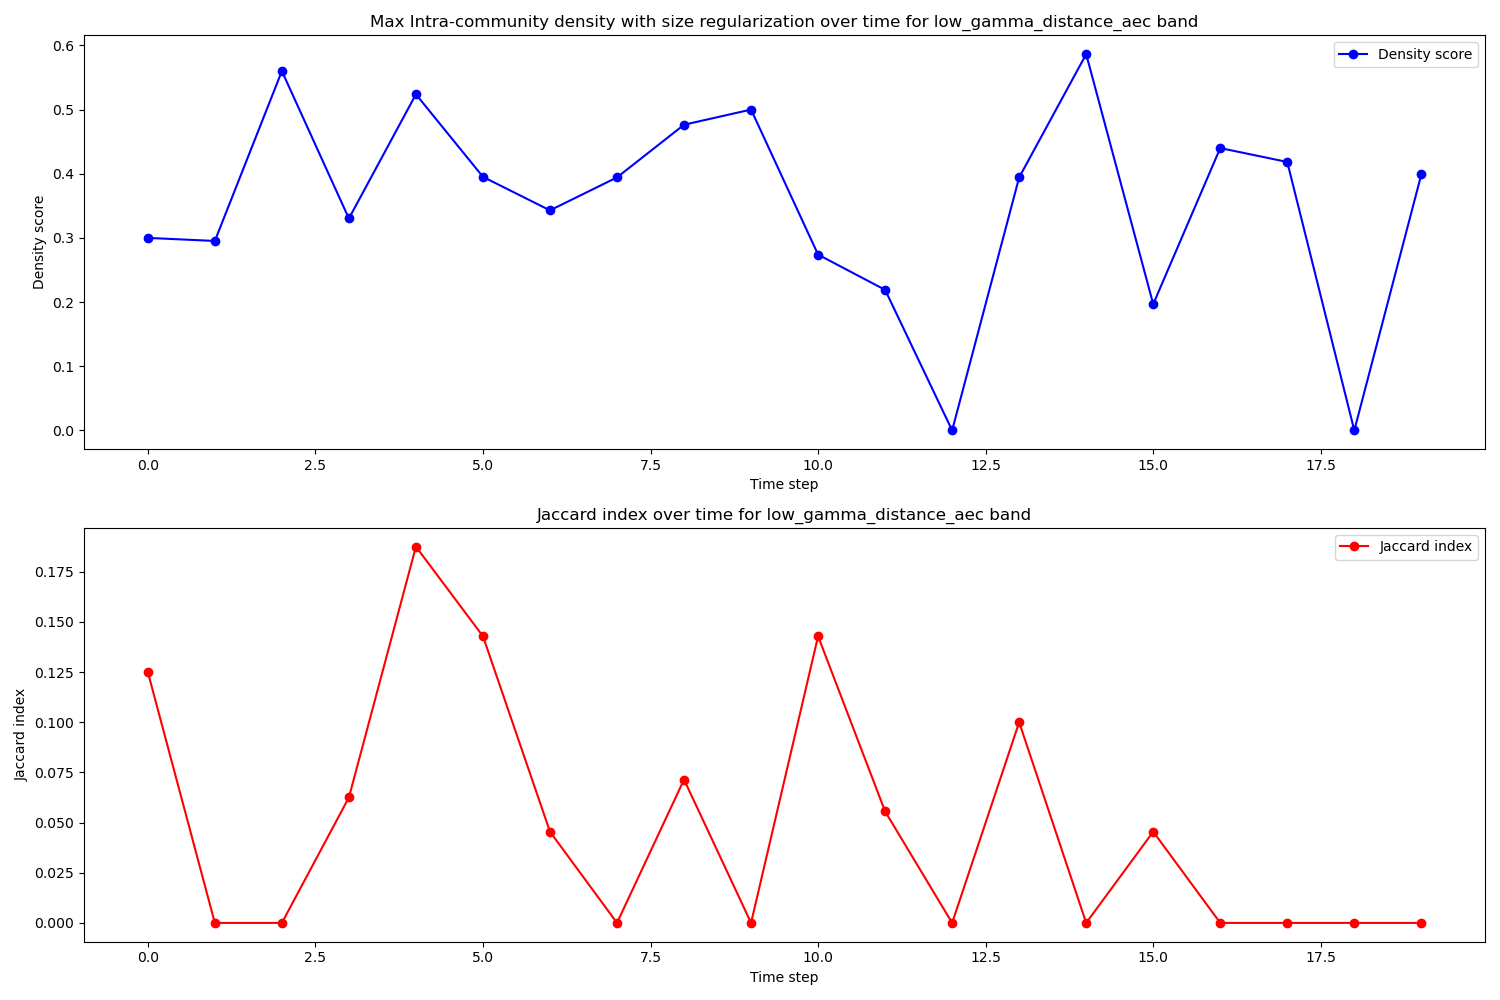 Max Intra-community density with size regularization over time for low_gamma_distance_aec band
Density score
0.6
0.5
0.4
0.3
0.2
0.1
0.0
Density score
0.0 2.5 5.0 7.5 10.0 12.5 15.0 17.5
Time step
Jaccard index over time for low_gamma_distance_aec band
Jaccard index
0.175
0.150
0.125
0.100
0.075
0.050
0.025
0.000
Jaccard index
0.0 2.5 5.0 7.5 10.0 12.5 15.0 17.5
Time step